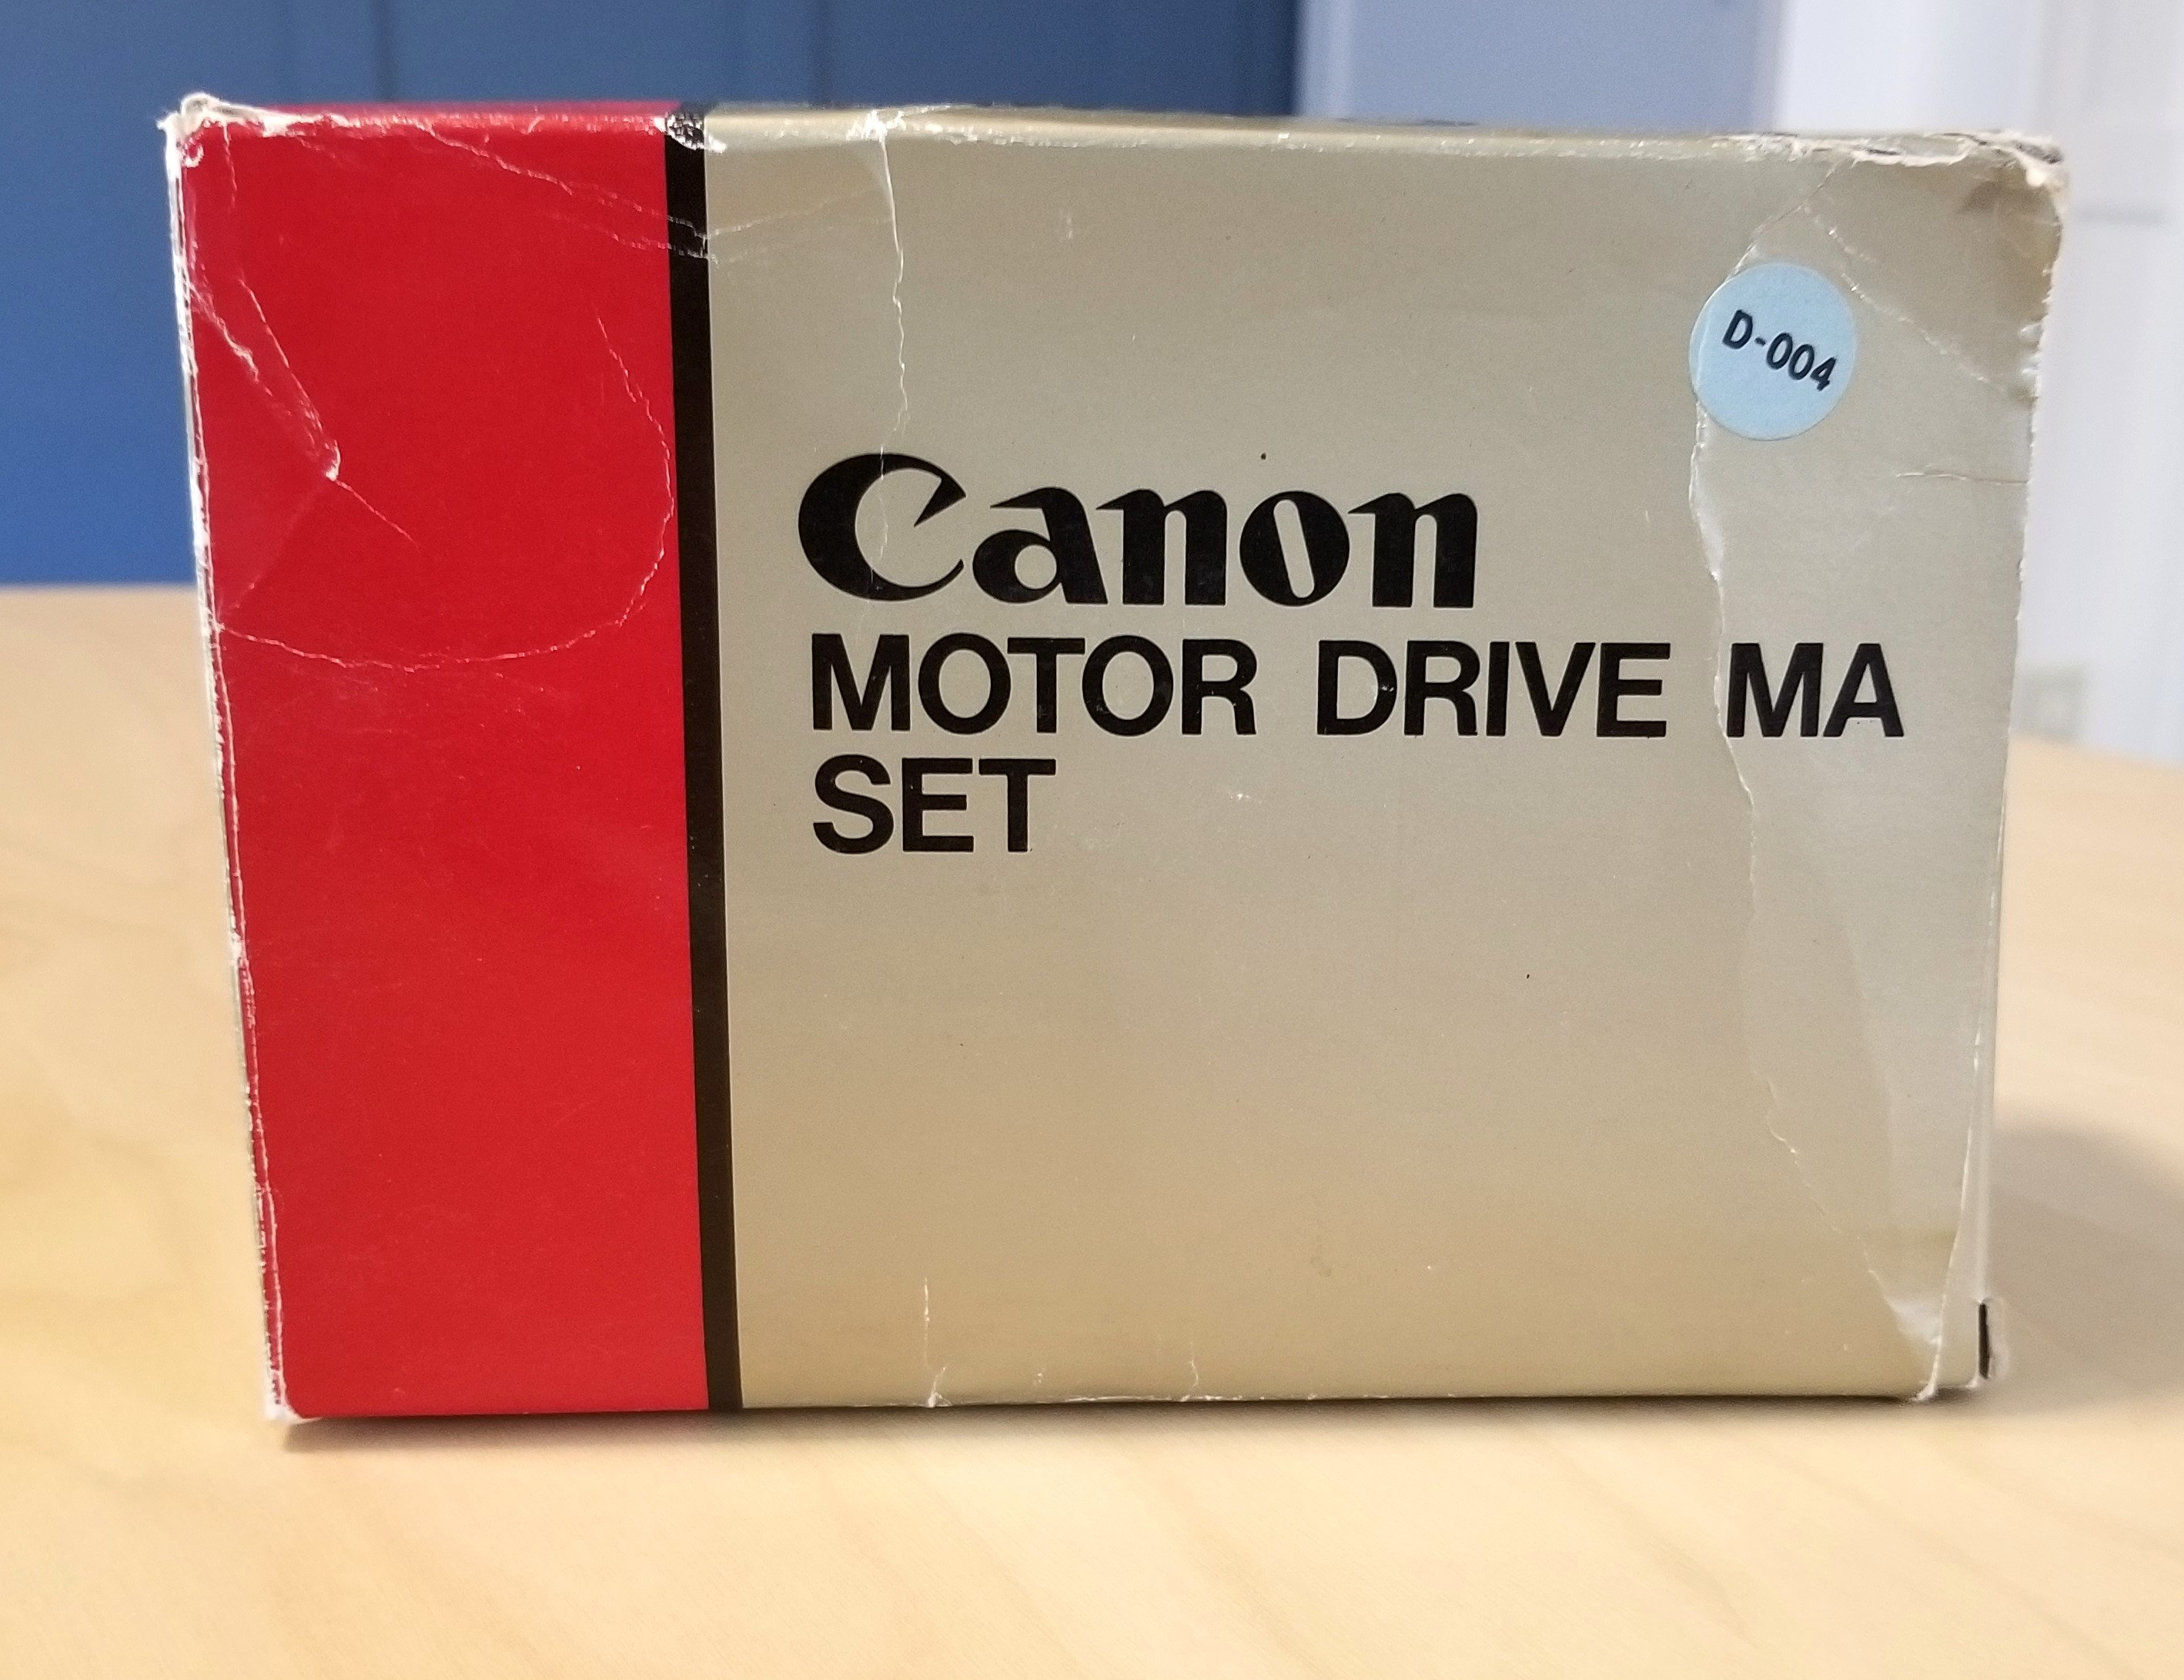 D-004
Canon
MOTOR DRIVE MA
SET